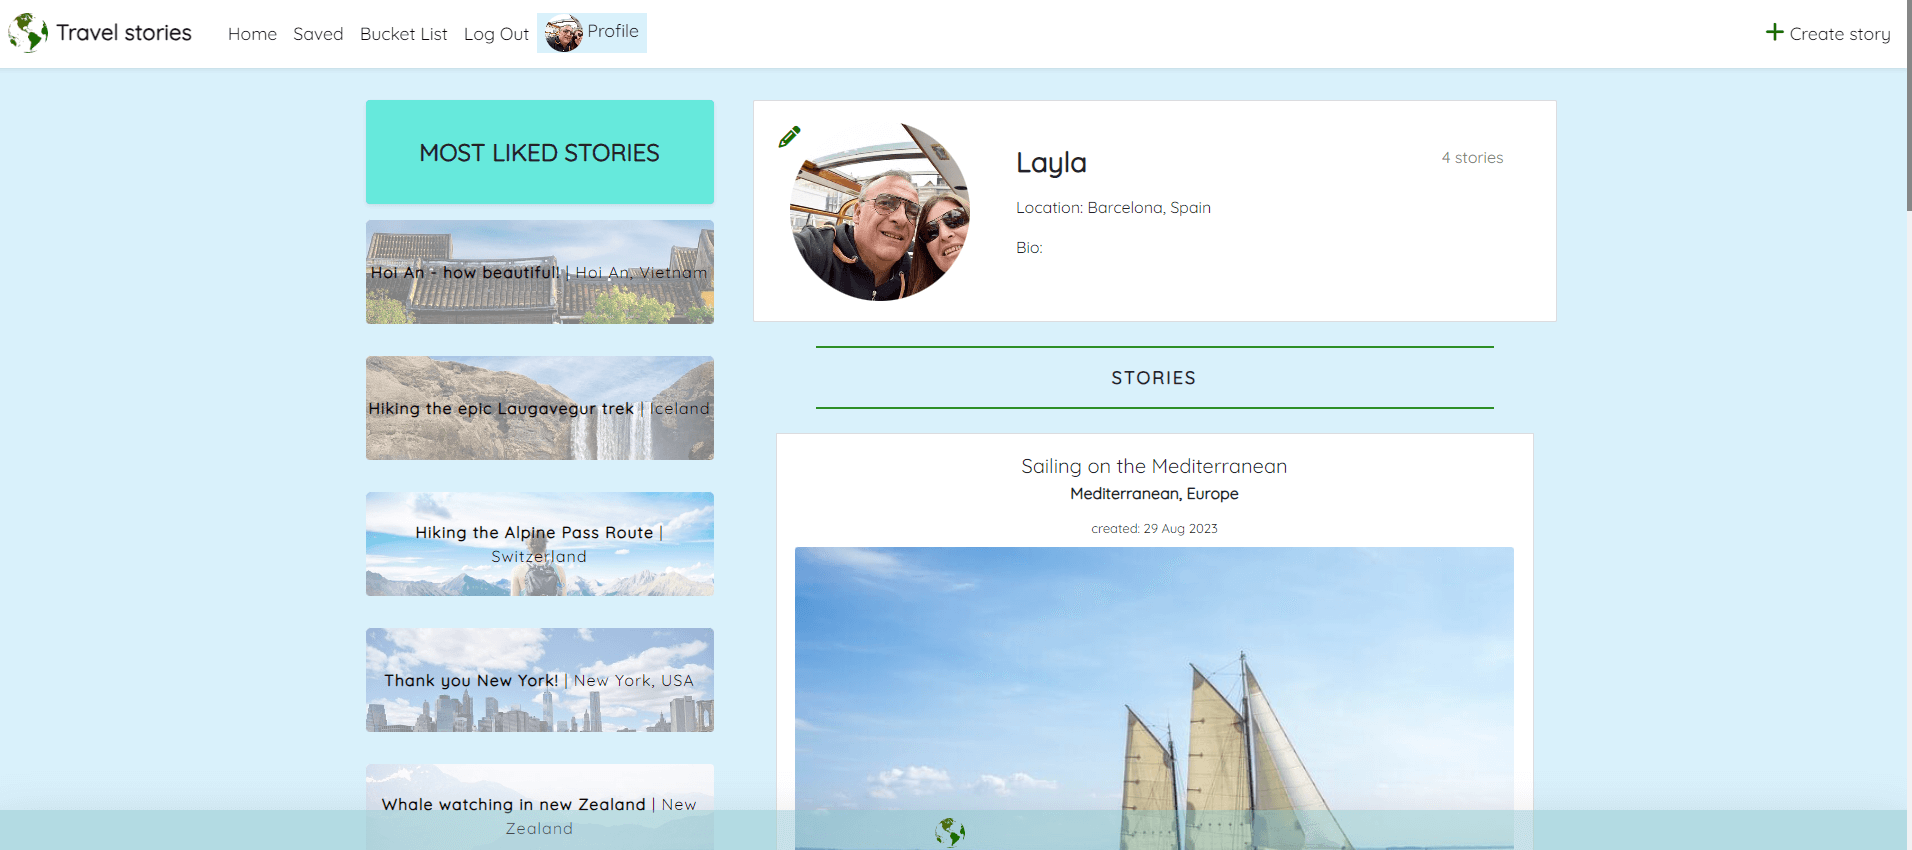 Travel stories
Home
Saved
Bucket List
Log Out
Profile
Create story
MOST LIKED STORIES
Hoi An - how beautiful! | Hoi An, Vietnam
Hiking the epic Laugavegur trek | Iceland
Hiking the Alpine Pass Route |
Switzerland
Thank you New York! | New York, USA
Whale watching in new Zealand | New
Zealand
Layla
4 stories
Location: Barcelona, Spain
Bio:
STORIES
Sailing on the Mediterranean
Mediterranean, Europe
created: 29 Aug 2023